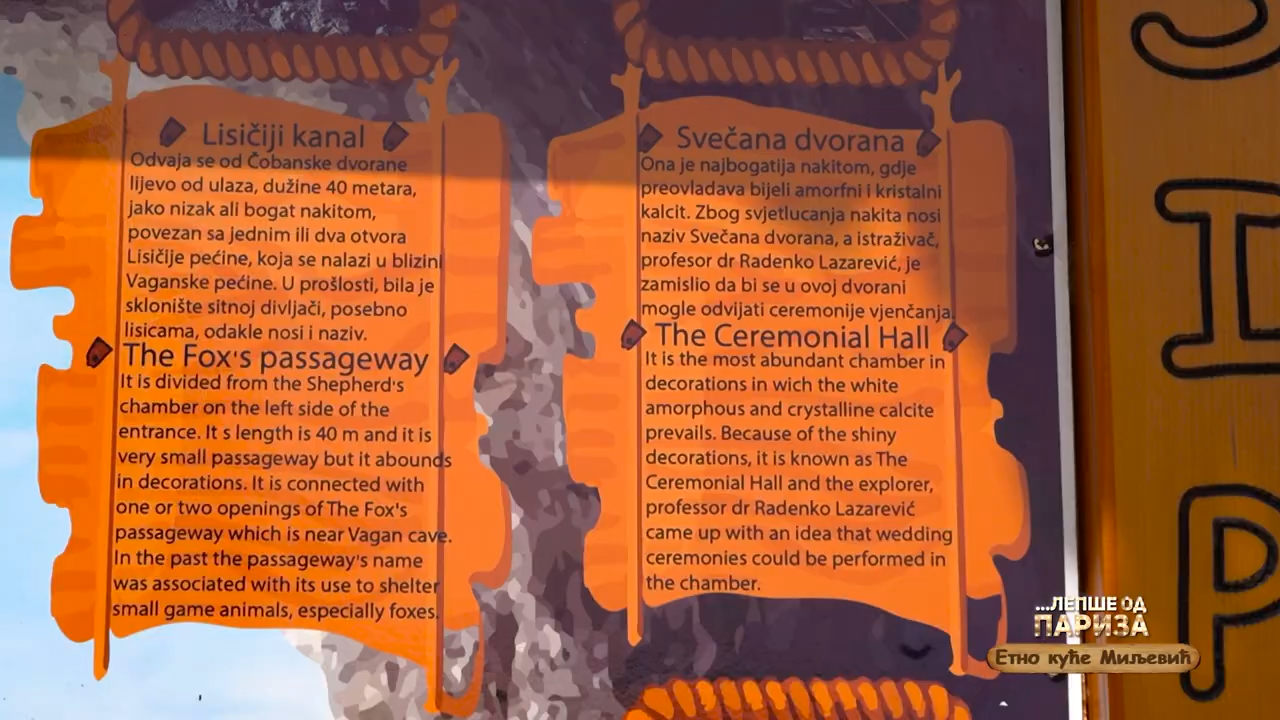 Lisičiji kanal
Odvaja se od Čobanske dvorane
lijevo od ulaza, dužine 40 metara,
jako nizak ali bogat nakitom,
povezan sa jednim ili dva otvora
Lisičije pećine, koja se nalazi u blizini
Vaganske pećine. U prošlosti, bila je
sklonište sitnoj divljači, posebno
lisicama, odakle nosi i naziv.
The Fox's passageway
It is divided from the Shepherd's
chamber on the left side of the
entrance. It s length is 40 m and it is
very small passageway but it abounds
in decorations. It is connected with
one or two openings of The Fox's
passageway which is near Vagan cave.
In the past the passageway's name
was associated with its use to shelter
small game animals, especially foxes.
Svečana dvorana
Ona je najbogatija nakitom, gdje
preovladava bijeli amorfni i kristalni
kalcit. Zbog svjetlucanja nakita nosi
naziv Svečana dvorana, a istraživač,
profesor dr Radenko Lazarević, je
zamislio da bi se u ovoj dvorani
mogle odvijati ceremonije vjenčanja.
The Ceremonial Hall
It is the most abundant chamber in
decorations in wich the white
amorphous and crystalline calcite
prevails. Because of the shiny
decorations, it is known as The
Ceremonial Hall and the explorer,
professor dr Radenko Lazarević
came up with an idea that wedding
ceremonies could be performed in
the chamber.
...ЛЕПШЕ ОД
ПАРИЗА
Етно куће Миљевић